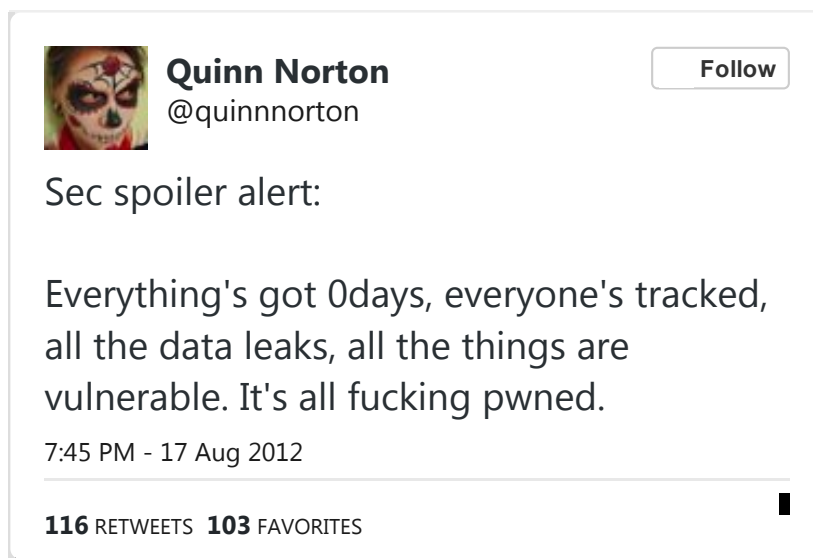 Quinn Norton
Follow
@quinnnorton
Sec spoiler alert:
Everything's got 0days, everyone's tracked,
all the data leaks, all the things are
vulnerable. It's all fucking pwned.
7:45 PM - 17 Aug 2012
116 RETWEETS 103 FAVORITES